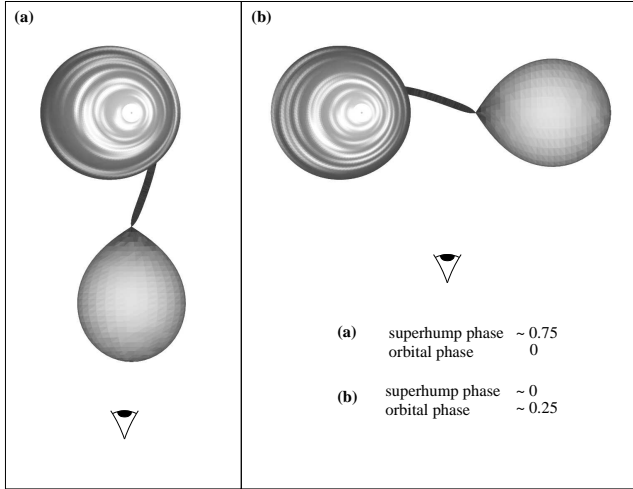 (a)
(b)
(a) superhump phase ~ 0.75
orbital phase 0
(b) superhump phase ~ 0
orbital phase ~ 0.25